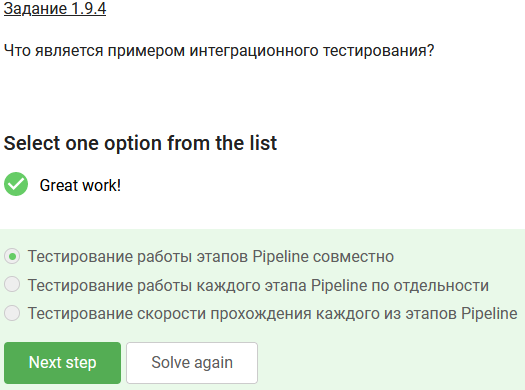 Задание 1.9.4
Что является примером интеграционного тестирования?
Select one option from the list
Great work!
Тестирование работы этапов Pipeline совместно
Тестирование работы каждого этапа Pipeline по отдельности
Тестирование скорости прохождения каждого из этапов Pipeline
Next step
Solve again